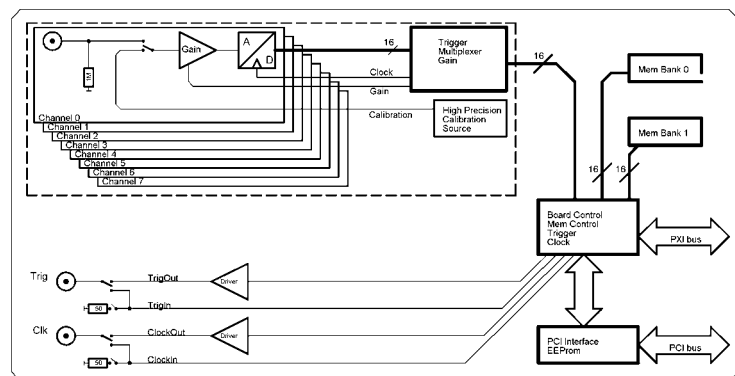 Gain
A
D
1M
16
Trigger
Multiplexer
Gain
16
Clock
Gain
Calibration
High Precision
Calibration
Source
Channel 0
Channel 1
Channel 2
Channel 3
Channel 4
Channel 5
Channel 6
Channel 7
Mem Bank 0
Mem Bank 1
16
16
Board Control
Mem Control
Trigger
Clock
PXI bus
Trig
TrigOut
Driver
50
TrigIn
Clk
ClockOut
Driver
50
ClockIn
PCI Interface
EEProm
PCI bus